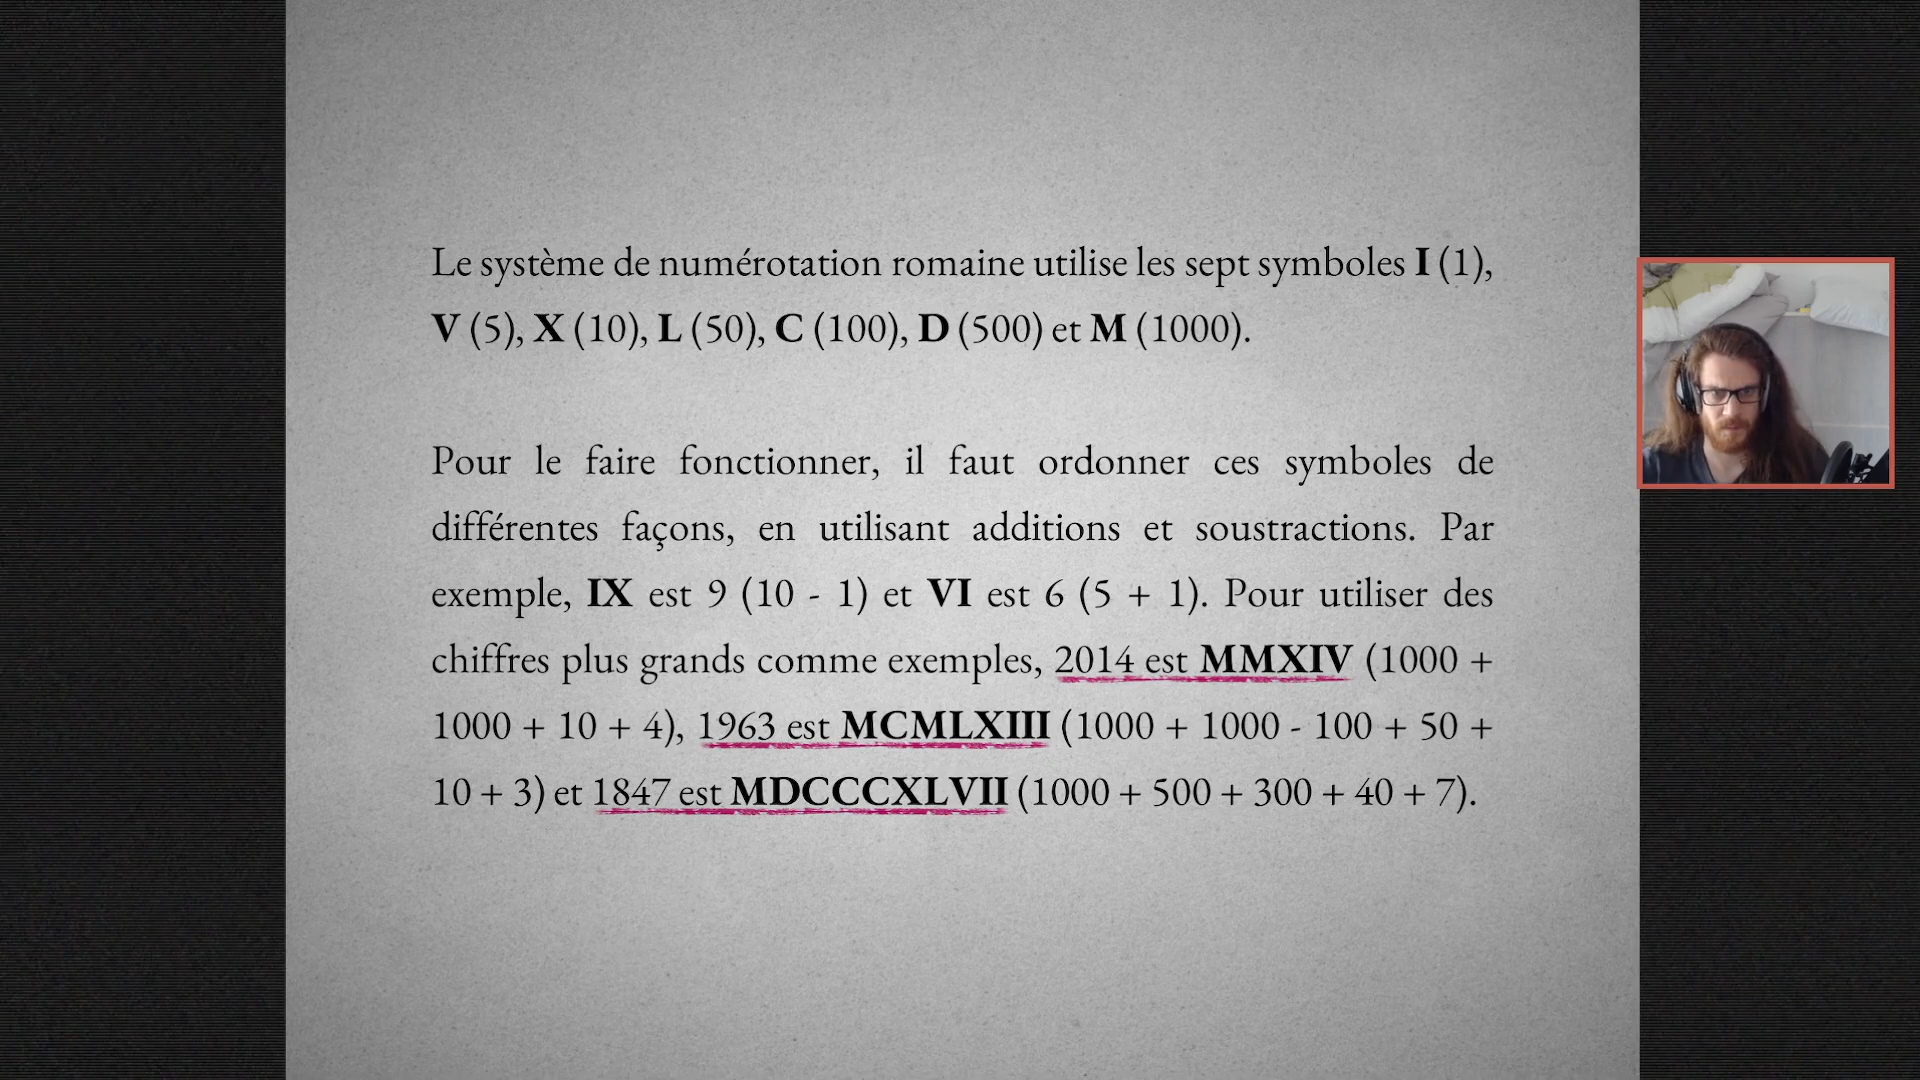 Le système de numérotation romaine utilise les sept symboles I (1),
V (5), X (10), L (50), C (100), D (500) et M (1000).
Pour le faire fonctionner, il faut ordonner ces symboles de
différentes façons, en utilisant additions et soustractions. Par
exemple, IX est 9 (10 - 1) et VI est 6 (5 + 1). Pour utiliser des
chiffres plus grands comme exemples, 2014 est MMXIV (1000 +
1000 + 10 + 4), 1963 est MCMLXIII (1000 + 1000 - 100 + 50 +
10 + 3) et 1847 est MDCCCXLVII (1000 + 500 + 300 + 40 + 7).